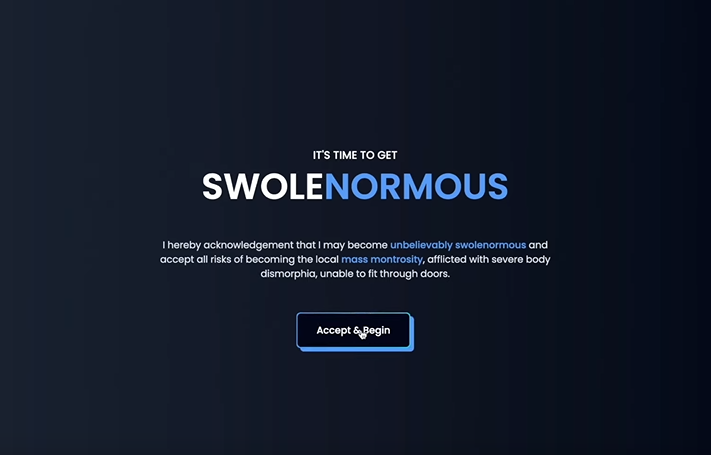 IT'S TIME TO GET
SWOLENORMOUS
I hereby acknowledgement that I may become unbelievably swolenormous and
accept all risks of becoming the local mass montrosity, afflicted with severe body
dismorphia, unable to fit through doors.
Accept & Begin